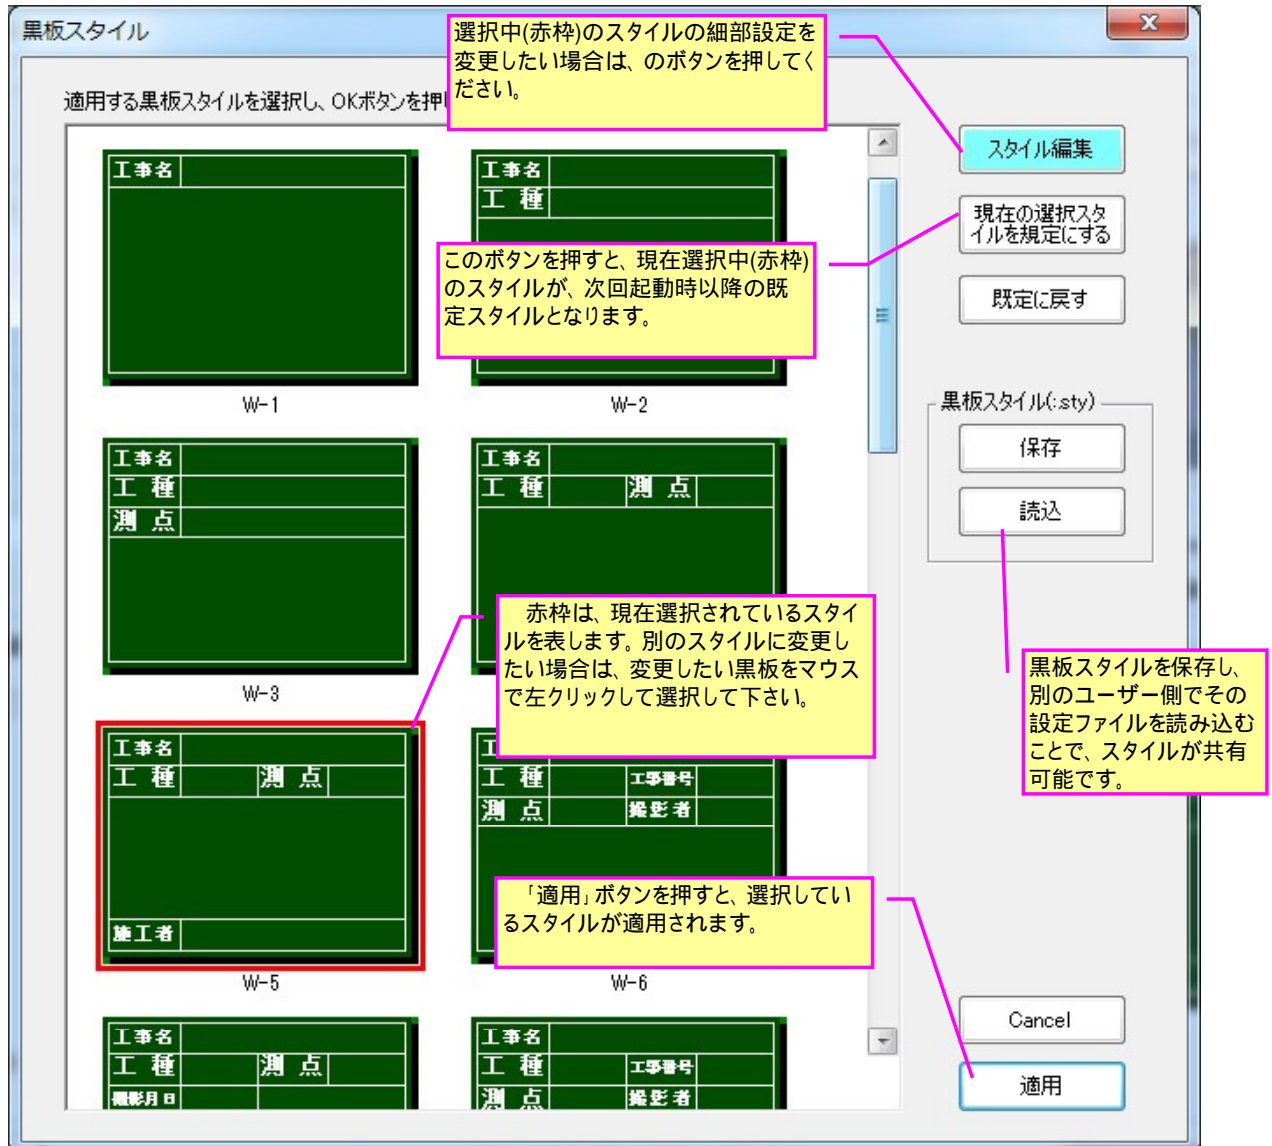 黒板スタイル
選択中(赤枠)のスタイルの細部設定を
変更したい場合は、のボタンを押してく
ださい。
適用する黒板スタイルを選択し、OKボタンを押
スタイル編集
現在の選択スタ
イルを規定にする
既定に戻す
このボタンを押すと、現在選択中(赤枠)
のスタイルが、次回起動時以降の既
定スタイルとなります。
工事名
W-1
工事名
工 種
W-2
黒板スタイル(:.sty)
保存
読込
工事名
工 種
測 点
W-3
工事名
工 種 測 点
赤枠は、現在選択されているスタイ
ルを表します。別のスタイルに変更し
たい場合は、変更したい黒板をマウス
で左クリックして選択して下さい。
黒板スタイルを保存し、
別のユーザー側でその
設定ファイルを読み込む
ことで、スタイルが共有
可能です。
工事名
工 種 測 点
施工者
W-5
工 種 工事番号
測 点 撮影者
W-6
「適用」ボタンを押すと、選択してい
るスタイルが適用されます。
工事名
工 種 測 点
撮影月日
工事名
工 種 工事番号
測 点 撮影者
Cancel
適用